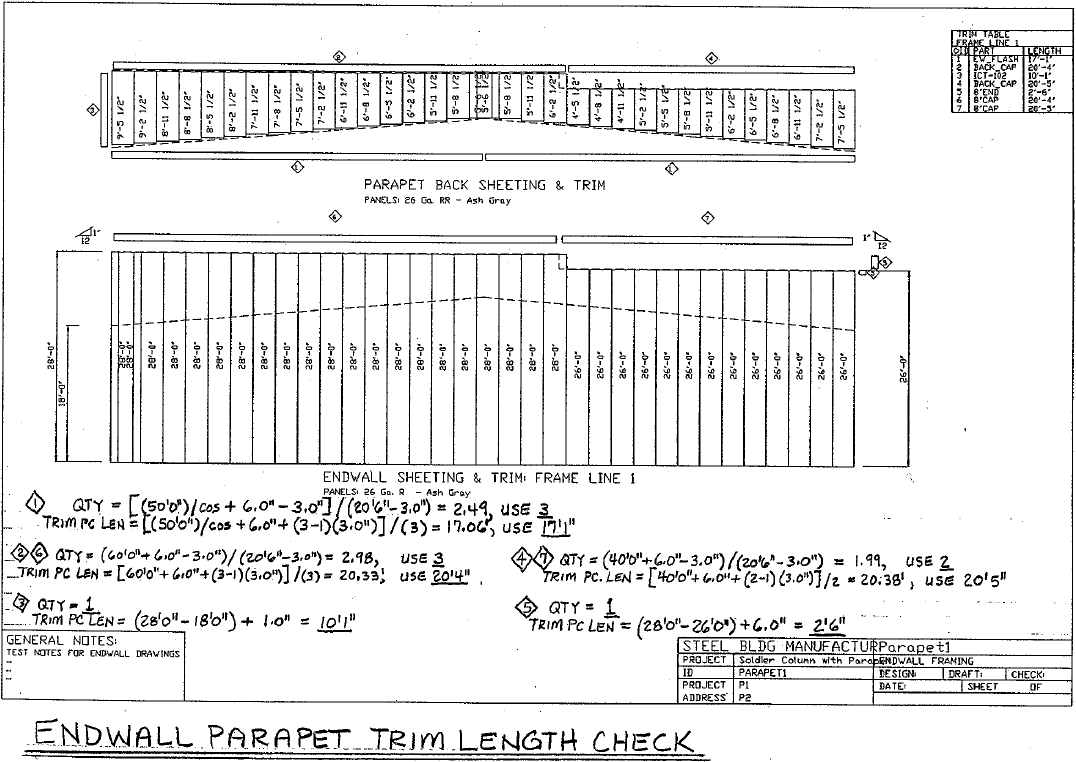 TRIM TABLE
FRAME LINE 1
◇ID PART LENGTH
1 EW_FLASH 17'-1"
2 BACK_CAP 20'-4"
3 ICT-102 10'-1"
4 BACK_CAP 20'-5"
5 8'END 2'-6"
6 8'CAP 20'-4"
7 8'CAP 20'-5"
2 4
3
9'-5 1/2" 9'-2 1/2" 8'-11 1/2" 8'-8 1/2" 8'-5 1/2" 8'-2 1/2" 7'-11 1/2" 7'-8 1/2" 7'-5 1/2" 7'-2 1/2" 6'-11 1/2" 6'-8 1/2" 6'-5 1/2" 6'-2 1/2" 5'-11 1/2" 5'-8 1/2" 5'-6 1/2" 5'-8 1/2" 5'-11 1/2" 6'-2 1/2" 4'-5 1/2" 4'-8 1/2" 4'-11 1/2" 5'-2 1/2" 5'-5 1/2" 5'-8 1/2" 5'-11 1/2" 6'-2 1/2" 6'-5 1/2" 6'-8 1/2" 6'-11 1/2" 7'-2 1/2" 7'-5 1/2"
1 1
PARAPET BACK SHEETING & TRIM
PANELS: 26 Ga. RR - Ash Gray
6 7
1" 12 1" 12
5
28'-0" 18'-0" 28'-0" 28'-0" 28'-0" 28'-0" 28'-0" 28'-0" 28'-0" 28'-0" 28'-0" 28'-0" 28'-0" 28'-0" 28'-0" 28'-0" 28'-0" 28'-0" 28'-0" 28'-0" 28'-0" 28'-0" 28'-0" 26'-0" 26'-0" 26'-0" 26'-0" 26'-0" 26'-0" 26'-0" 26'-0" 26'-0" 26'-0" 26'-0" 26'-0" 26'-0" 26'-0"
ENDWALL SHEETING & TRIM: FRAME LINE 1
PANELS: 26 Ga. R - Ash Gray
1 QTY = [(50'0")/cos + 6.0" - 3.0"]/(20'6"-3.0") = 2.49, USE 3
TRIM PC LEN = [(50'0")/cos + 6.0" + (3-1)(3.0")]/(3) = 17.06', USE 17'1"
2 6 QTY = (60'0" + 6.0" - 3.0")/(20'6"-3.0") = 2.98, USE 3
TRIM PC LEN = [60'0" + 6.0" + (3-1)(3.0")]/(3) = 20.33', USE 20'4"
4 7 QTY = (40'0" + 6.0" - 3.0")/(20'6"-3.0") = 1.99, USE 2
TRIM PC. LEN = [40'0" + 6.0" + (2-1)(3.0")]/2 = 20.38', USE 20'5"
3 QTY = 1
TRIM PC LEN = (28'0" - 18'0") + 1.0" = 10'1"
5 QTY = 1
TRIM PC LEN = (28'0" - 26'0") + 6.0" = 2'6"
GENERAL NOTES:
TEST NOTES FOR ENDWALL DRAWINGS
STEEL BLDG MANUFACTUR Parapet1
PROJECT Soldier Column with Parap ENDWALL FRAMING
ID PARAPET1 DESIGN: DRAFT: CHECK:
PROJECT P1 DATE: SHEET OF
ADDRESS P2
ENDWALL PARAPET TRIM LENGTH CHECK